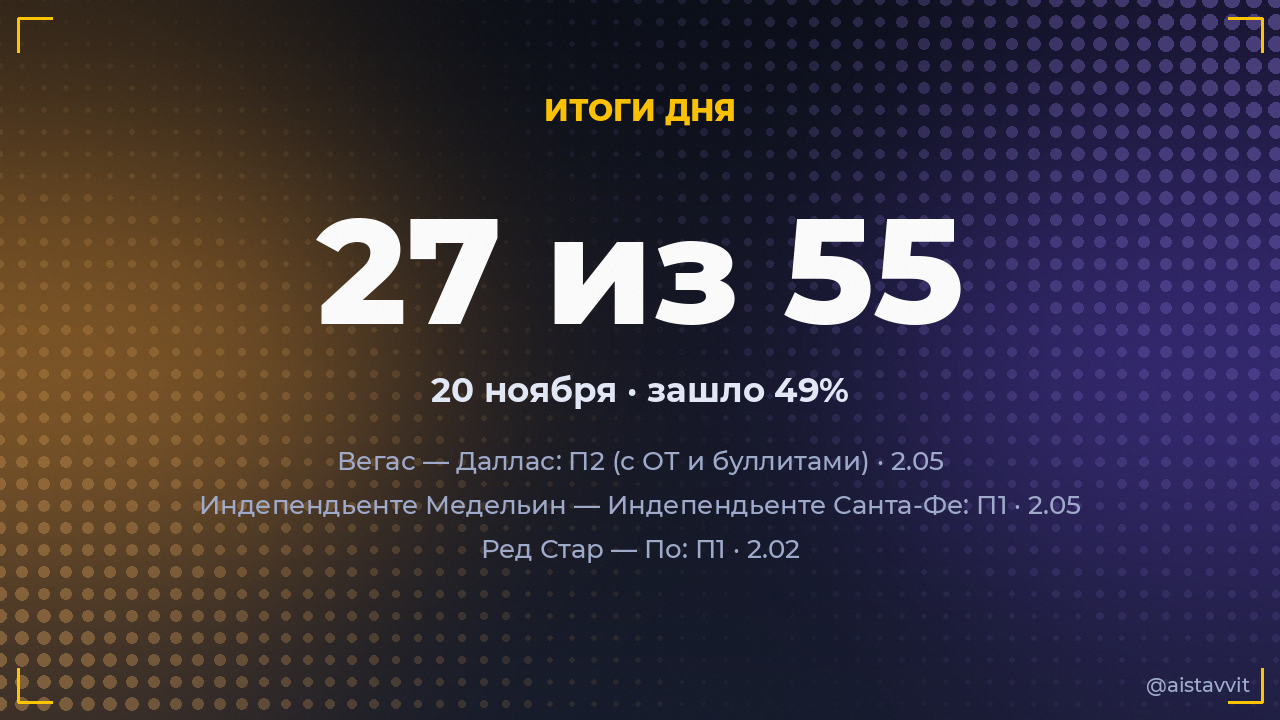 ИТОГИ ДНЯ
27 из 55
20 ноября · зашло 49%
Вегас — Даллас: П2 (с ОТ и буллитами) · 2.05
Индепендьенте Медельин — Индепендьенте Санта-Фе: П1 · 2.05
Ред Стар — По: П1 · 2.02
@aistavvit